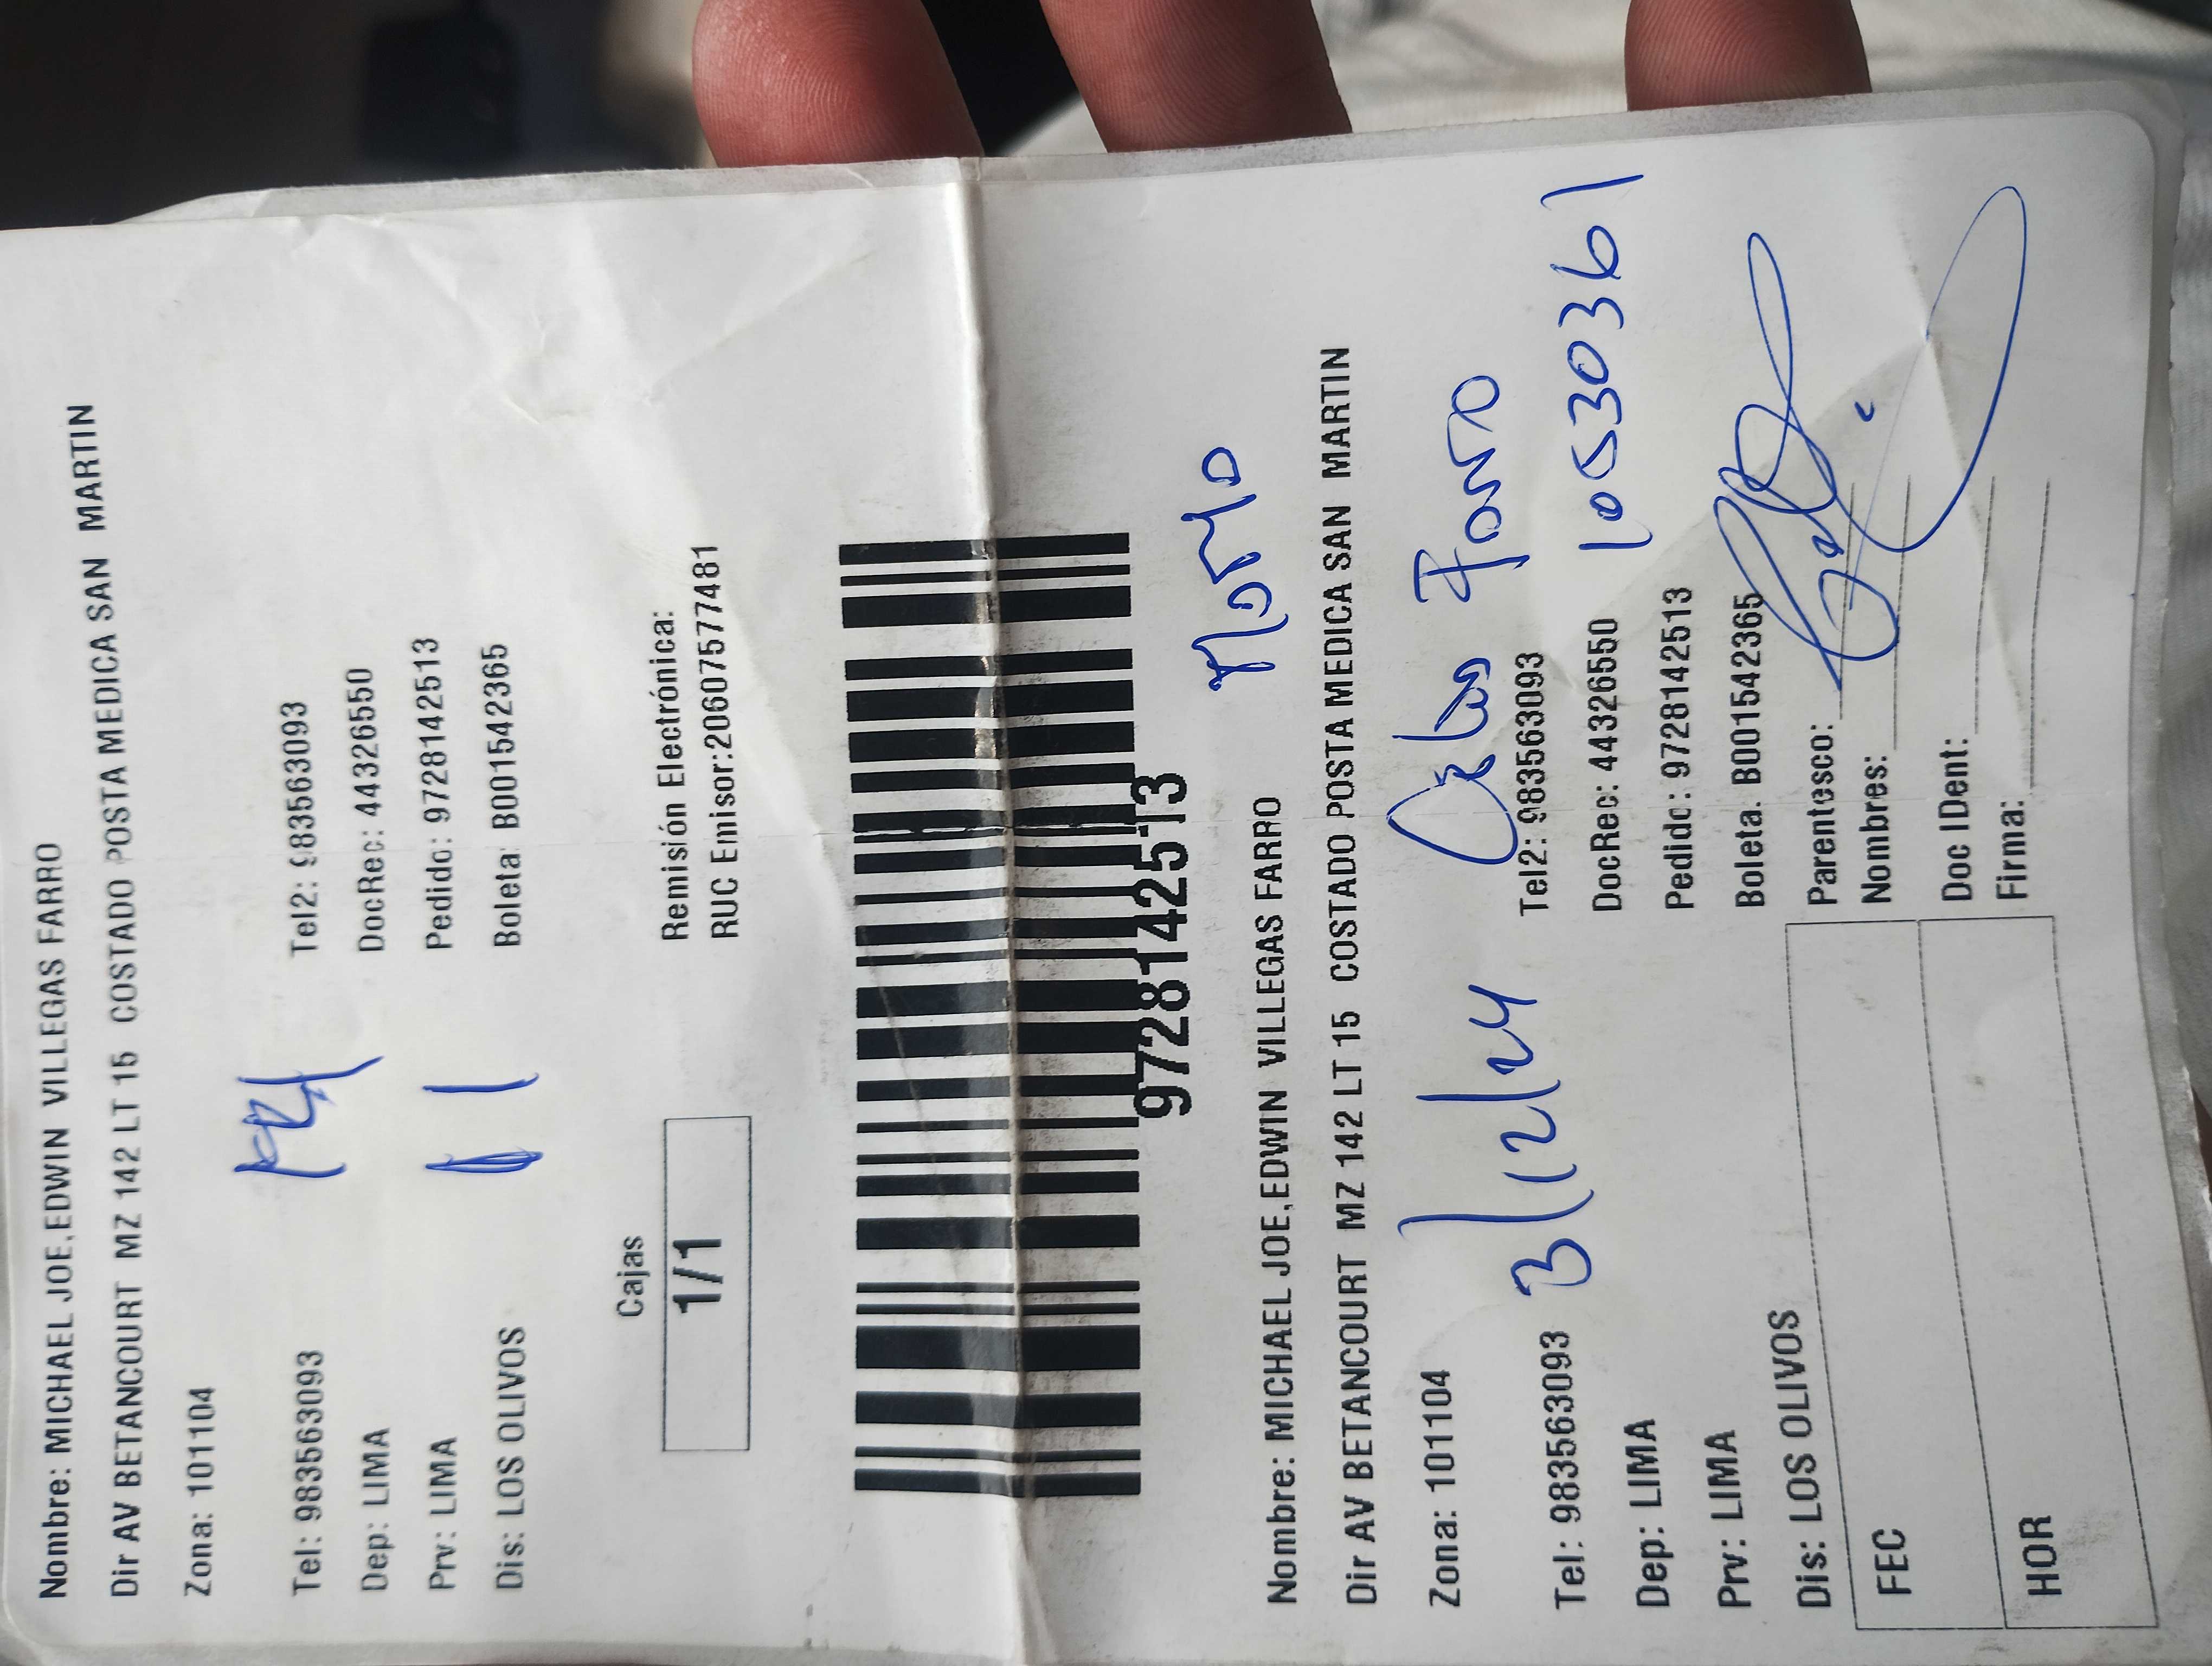 Nombre: MICHAEL JOE,EDWIN VILLEGAS FARRO
Dir AV BETANCOURT MZ 142 LT 15 COSTADO POSTA MEDICA SAN MARTIN
Zona: 101104
Tel: 983563093 Tel2: 983563093
Dep: LIMA DocRec: 44326550
Prv: LIMA Pedido: 9728142513
Dis: LOS OLIVOS Boleta: B001542365
Cajas
1/1
Remisión Electrónica:
RUC Emisor:20607577481
9728142513
Nombre: MICHAEL JOE,EDWIN VILLEGAS FARRO
Dir AV BETANCOURT MZ 142 LT 15 COSTADO POSTA MEDICA SAN MARTIN
Zona: 101104
3/12/24
Tel: 983563093 Tel2: 983563093
Dep: LIMA DocRec: 44326550
Prv: LIMA Pedido: 9728142513
Dis: LOS OLIVOS Boleta: B001542365
FEC Parentesco:
Nombres:
HOR Doc IDent:
Firma: